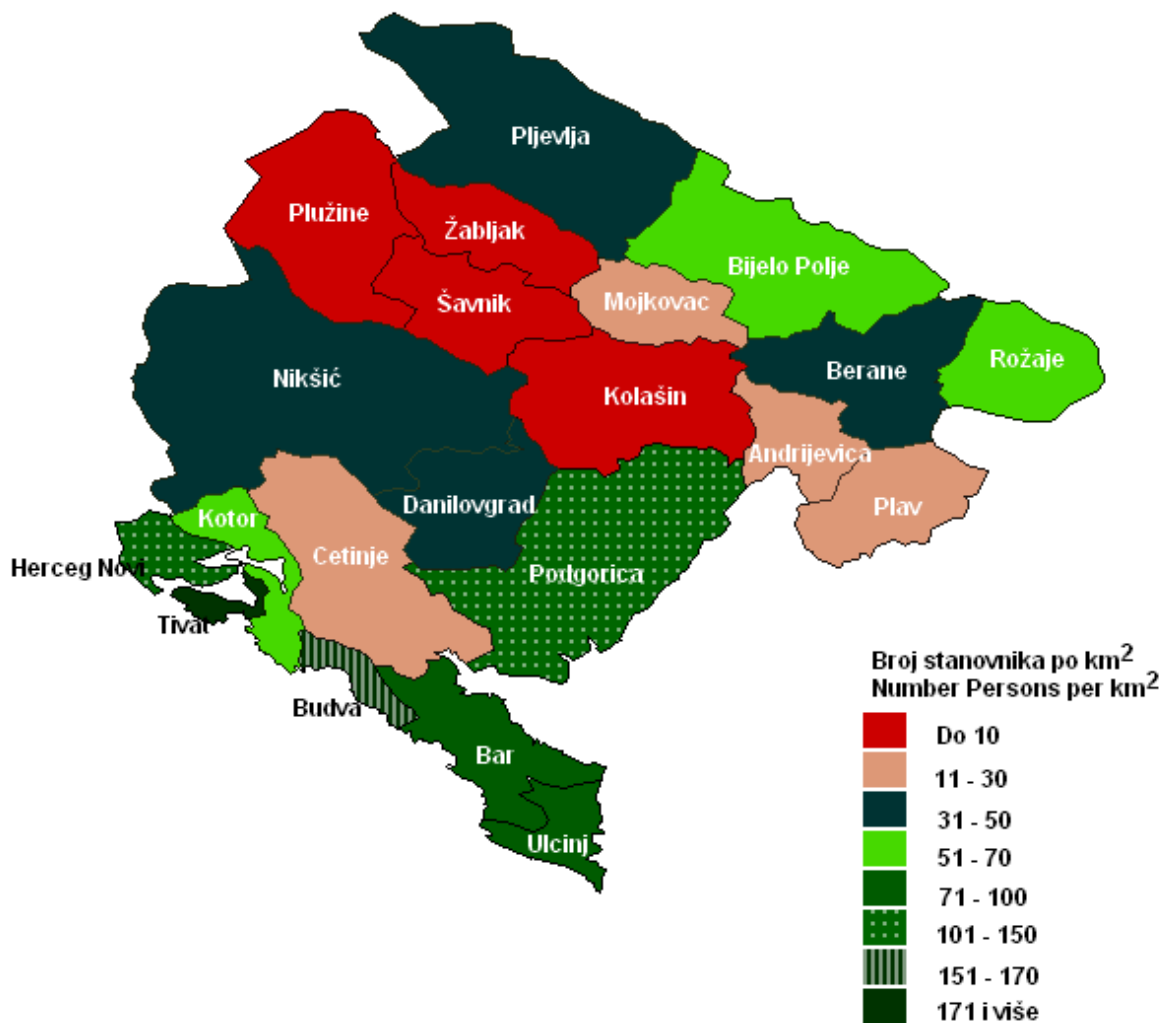 Pljevlja
Plužine
Žabljak
Bijelo Polje
Šavnik
Mojkovac
Rožaje
Nikšić
Berane
Kolašin
Andrijevica
Danilovgrad
Plav
Kotor
Cetinje
Herceg Novi
Podgorica
Tivat
Budva
Bar
Ulcinj
Broj stanovnika po km²
Number Persons per km²
Do 10
11 - 30
31 - 50
51 - 70
71 - 100
101 - 150
151 - 170
171 i više